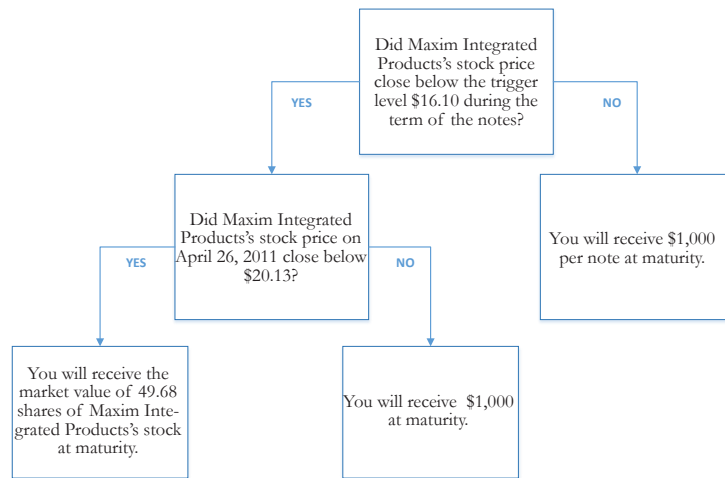 Did Maxim Integrated
Products's stock price
close below the trigger
level $16.10 during the
term of the notes?
YES
NO
Did Maxim Integrated
Products's stock price on
April 26, 2011 close below
$20.13?
You will receive $1,000
per note at maturity.
YES
NO
You will receive the
market value of 49.68
shares of Maxim Inte-
grated Products's stock
at maturity.
You will receive $1,000
at maturity.